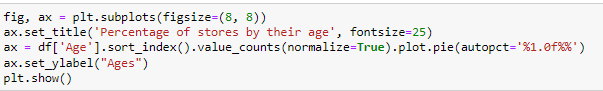 fig, ax = plt.subplots(figsize=(8, 8))
ax.set_title('Percentage of stores by their age', fontsize=25)
ax = df['Age'].sort_index().value_counts(normalize=True).plot.pie(autopct='%1.0f%%')
ax.set_ylabel("Ages")
plt.show()